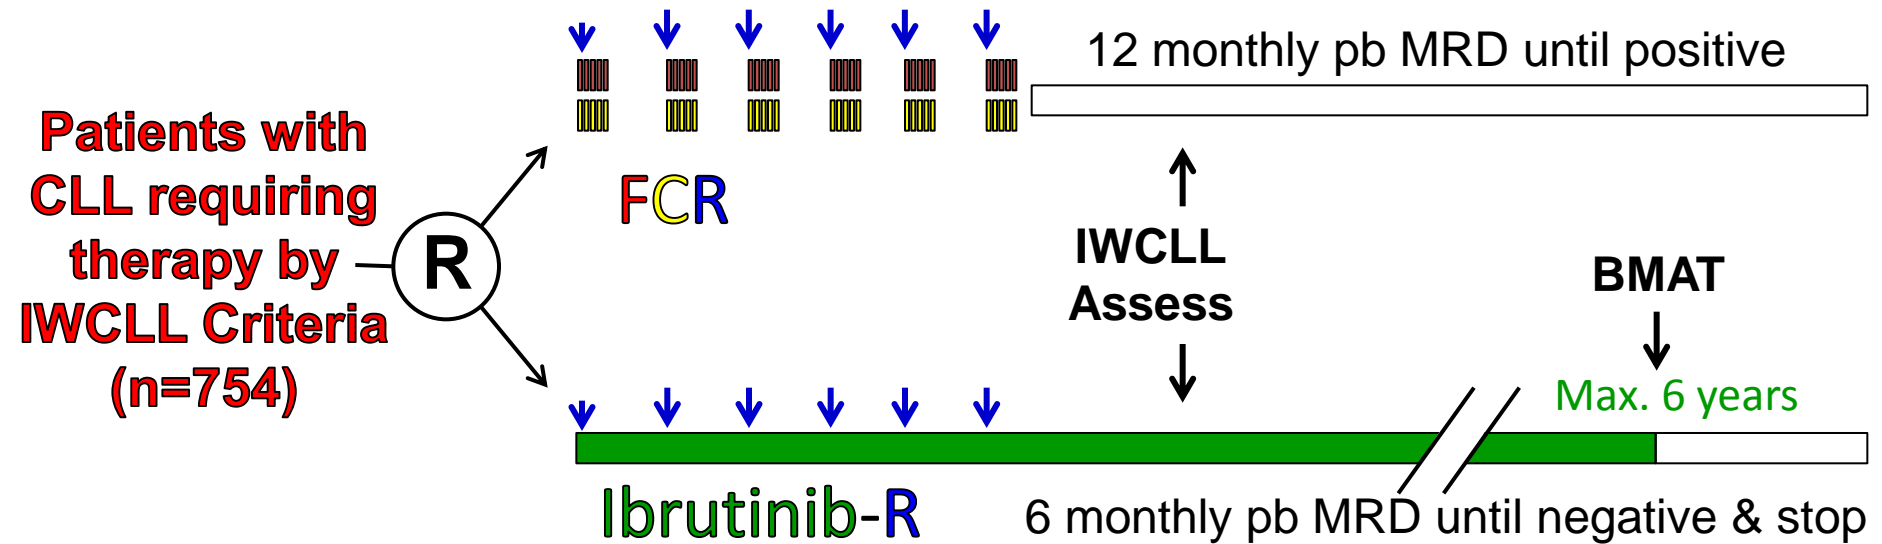 Patients with
CLL requiring
therapy by
IWCLL Criteria
(n=754)
R
12 monthly pb MRD until positive
FCR
IWCLL
Assess
BMAT
Max. 6 years
Ibrutinib-R
6 monthly pb MRD until negative & stop